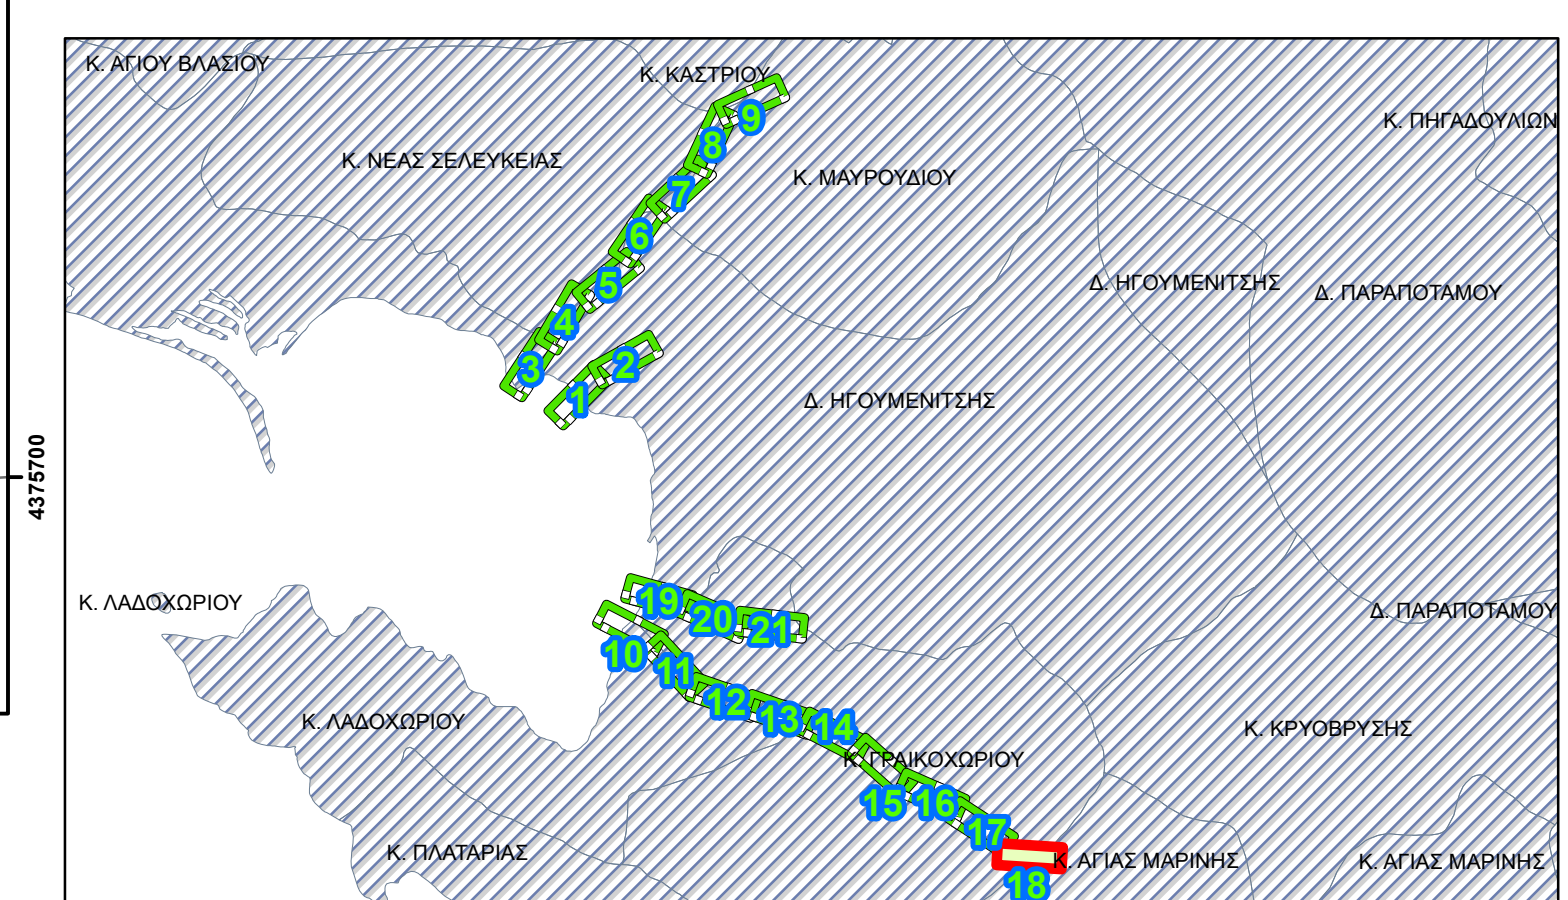 Κ. ΑΓΙΟΥ ΒΛΑΣΙΟΥ
Κ. ΚΑΣΤΡΙΟΥ
9
Κ. ΠΗΓΑΔΟΥΛΙΩΝ
8
Κ. ΝΕΑΣ ΣΕΛΕΥΚΕΙΑΣ
Κ. ΜΑΥΡΟΥΔΙΟΥ
7
6
5
Δ. ΗΓΟΥΜΕΝΙΤΣΗΣ
Δ. ΠΑΡΑΠΟΤΑΜΟΥ
4
3
2
1
Δ. ΗΓΟΥΜΕΝΙΤΣΗΣ
4375700
Κ. ΛΑΔΟΧΩΡΙΟΥ
19
20
21
Δ. ΠΑΡΑΠΟΤΑΜΟΥ
10
11
12
13
14
Κ. ΛΑΔΟΧΩΡΙΟΥ
Κ. ΚΡΥΟΒΡΥΣΗΣ
Κ. ΓΡΑΙΚΟΧΩΡΙΟΥ
15
16
17
Κ. ΠΛΑΤΑΡΙΑΣ
Κ. ΑΓΙΑΣ ΜΑΡΙΝΗΣ
Κ. ΑΓΙΑΣ ΜΑΡΙΝΗΣ
18